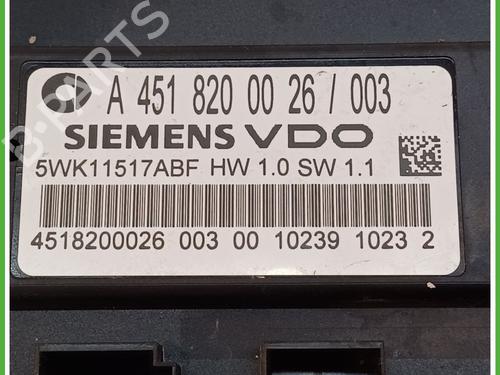 B-PARTS
A 451 820 00 26 / 003
SIEMENS VDO
5WK11517ABF HW 1.0 SW 1.1
4518200026 003 00 10239 1023 2